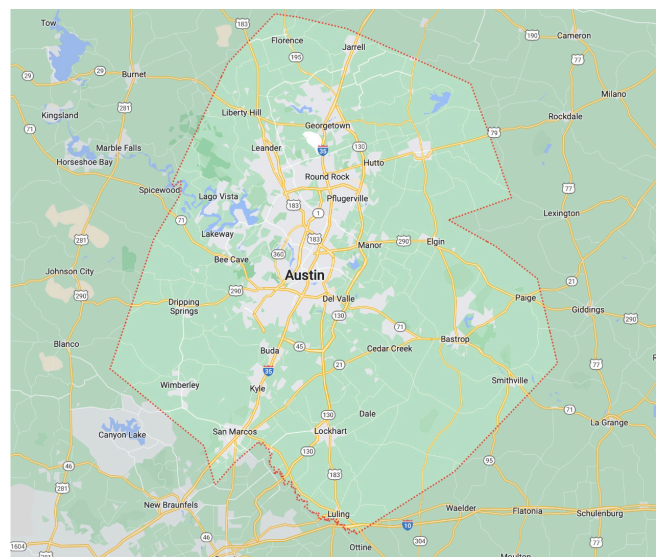 Tow
183
Florence
Jarrell
190
Cameron
77
195
29
29
Burnet
Milano
Kingsland
281
Liberty Hill
Georgetown
Rockdale
71
Marble Falls
Leander
35
130
79
Horseshoe Bay
Hutto
Spicewood
Round Rock
77
Lago Vista
183
Pflugerville
1
Lexington
71
Lakeway
183
281
360
Manor
290
Elgin
Bee Cave
Johnson City
Austin
21
290
Dripping
Springs
290
Del Valle
Paige
Giddings
130
290
71
Bastrop
Blanco
Buda
45
Cedar Creek
21
77
35
Wimberley
Kyle
Smithville
130
Dale
71
La Grange
Canyon Lake
San Marcos
Lockhart
46
95
281
183
77
New Braunfels
Luling
Waelder
Flatonia
Schulenburg
46
10
1604
281
Ottine
304